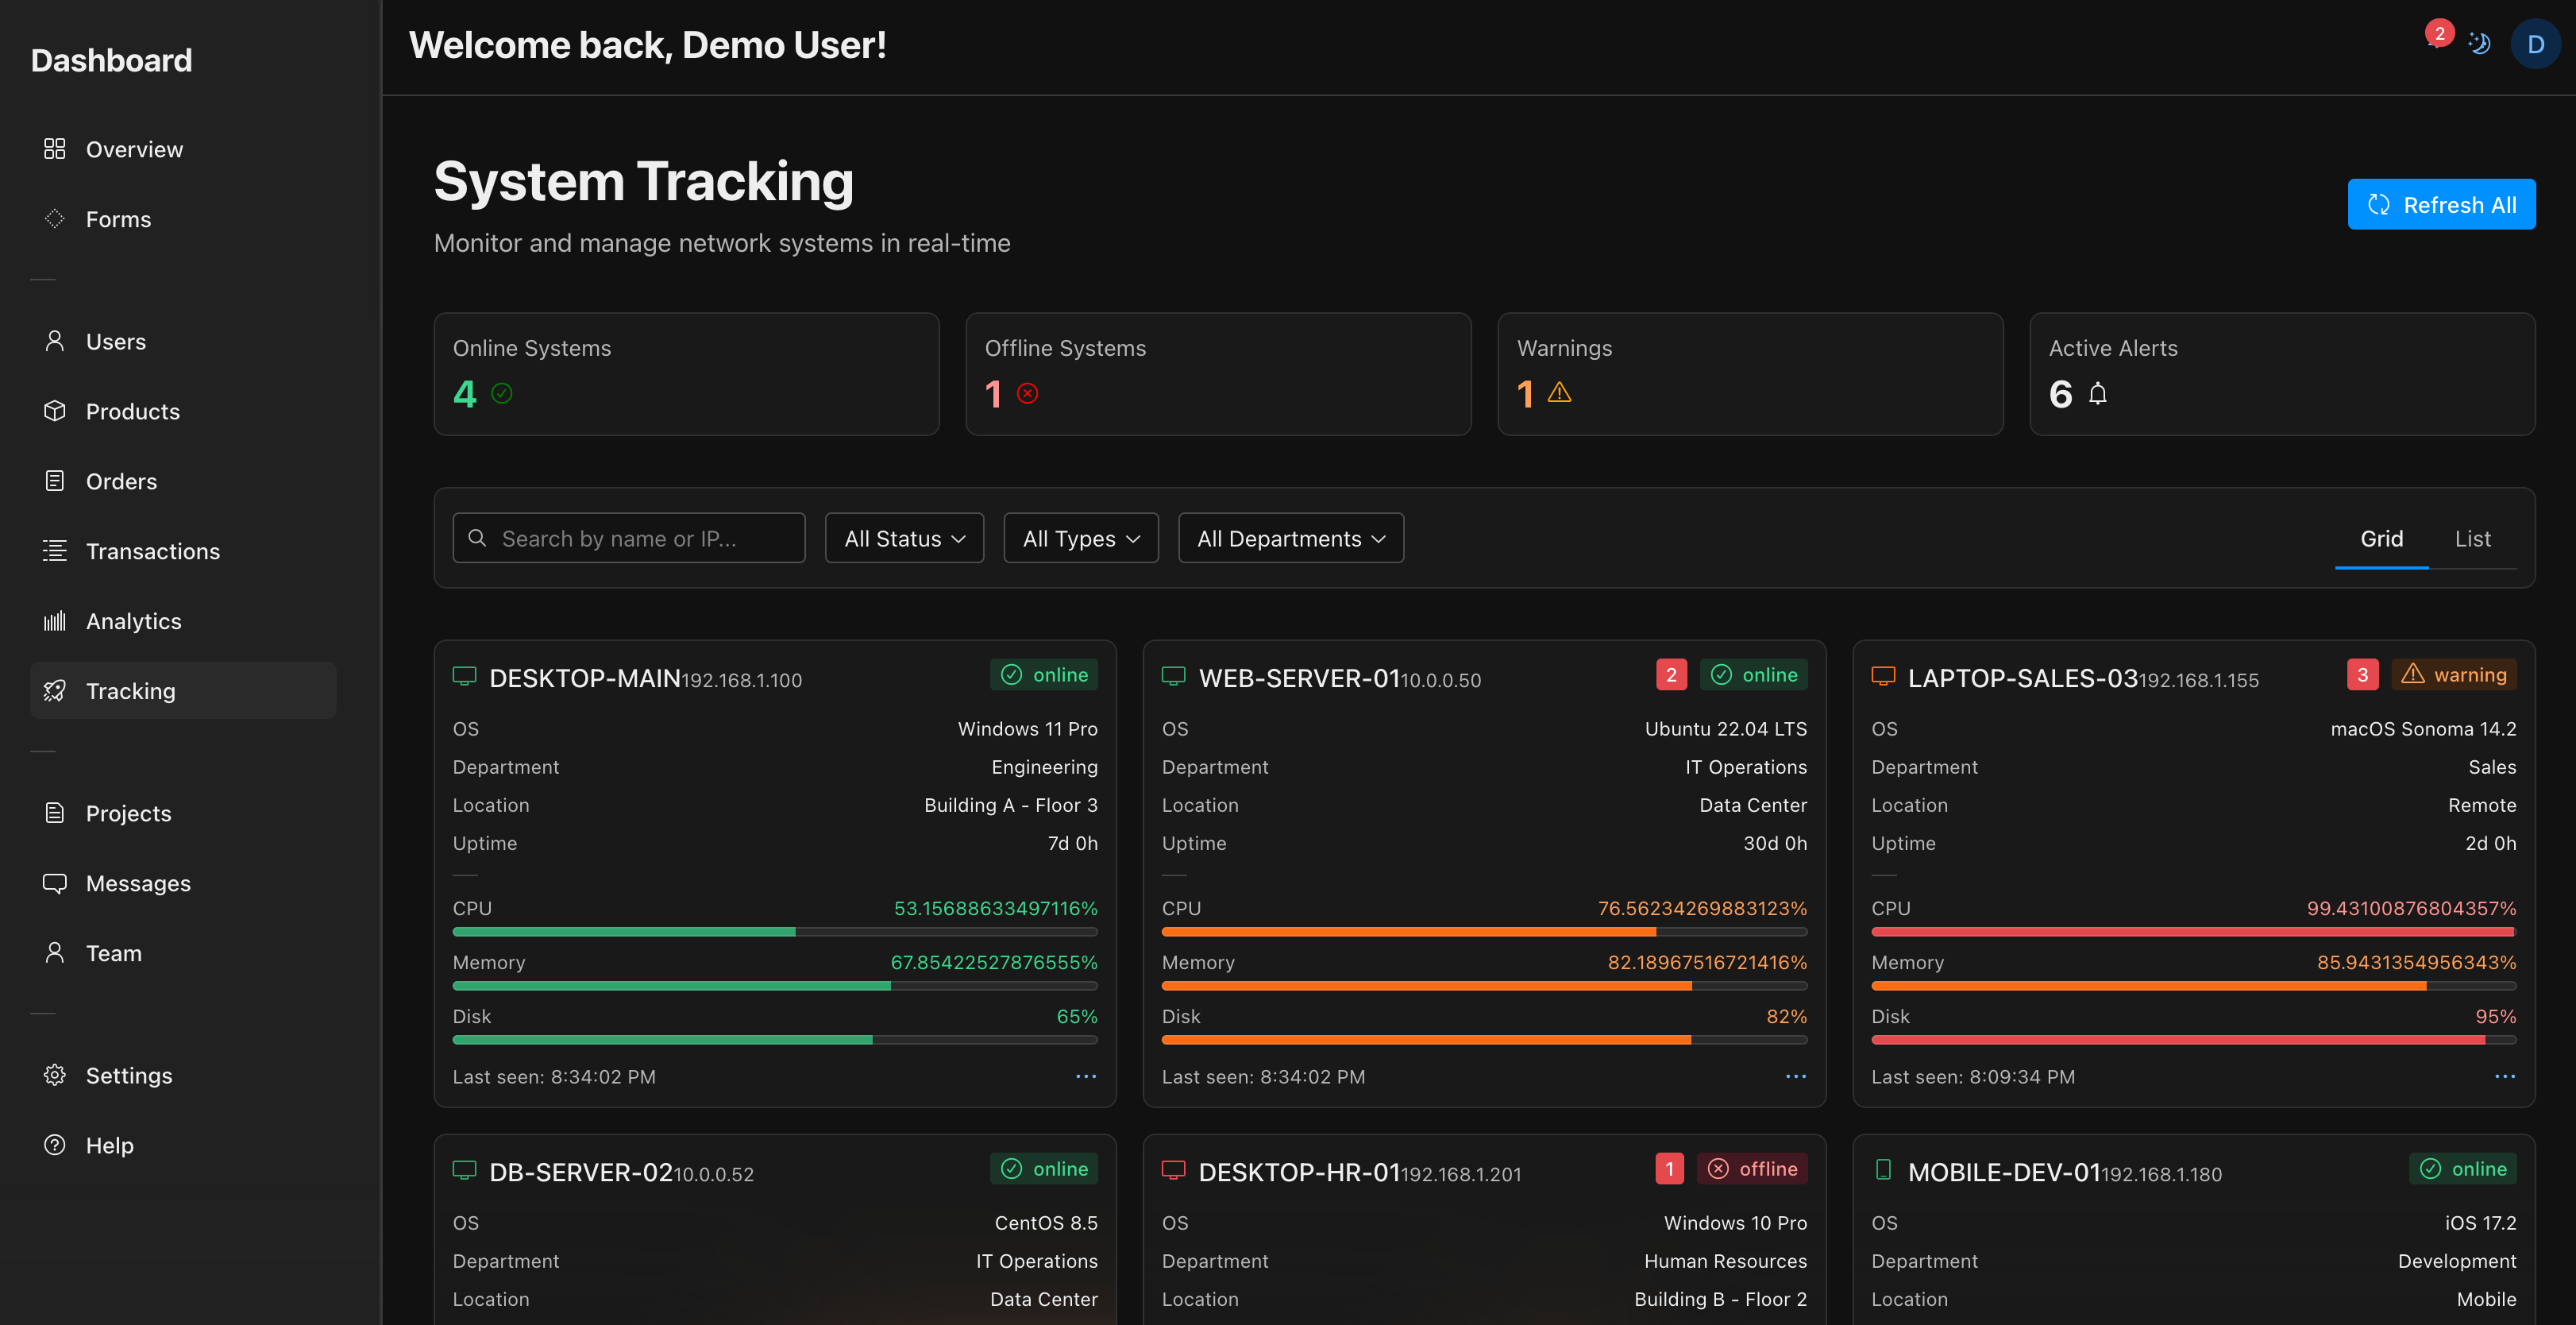 Dashboard
Overview
Forms
Users
Products
Orders
Transactions
Analytics
Tracking
Projects
Messages
Team
Settings
Help
Welcome back, Demo User!
2
D
System Tracking
Monitor and manage network systems in real-time
Refresh All
Online Systems
4
Offline Systems
1
Warnings
1
Active Alerts
6
Search by name or IP...
All Status
All Types
All Departments
Grid
List
DESKTOP-MAIN192.168.1.100 online
OS Windows 11 Pro
Department Engineering
Location Building A - Floor 3
Uptime 7d 0h
CPU 53.15688633497116%
Memory 67.85422527876555%
Disk 65%
Last seen: 8:34:02 PM
WEB-SERVER-0110.0.0.50 2 online
OS Ubuntu 22.04 LTS
Department IT Operations
Location Data Center
Uptime 30d 0h
CPU 76.56234269883123%
Memory 82.18967516721416%
Disk 82%
Last seen: 8:34:02 PM
LAPTOP-SALES-03192.168.1.155 3 warning
OS macOS Sonoma 14.2
Department Sales
Location Remote
Uptime 2d 0h
CPU 99.43100876804357%
Memory 85.9431354956343%
Disk 95%
Last seen: 8:09:34 PM
DB-SERVER-0210.0.0.52 online
OS CentOS 8.5
Department IT Operations
Location Data Center
DESKTOP-HR-01192.168.1.201 1 offline
OS Windows 10 Pro
Department Human Resources
Location Building B - Floor 2
MOBILE-DEV-01192.168.1.180 online
OS iOS 17.2
Department Development
Location Mobile